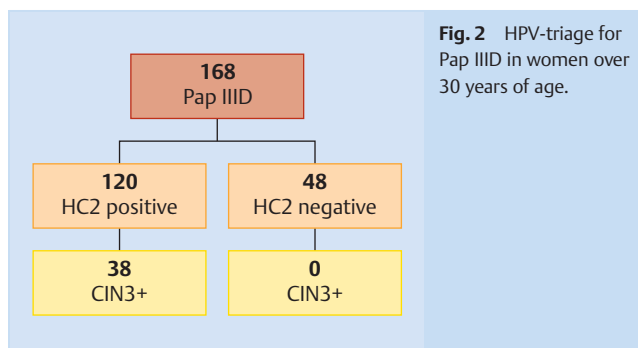 168
Pap IIID
120
HC2 positive
48
HC2 negative
38
CIN3+
0
CIN3+
Fig. 2 HPV-triage for
Pap IIID in women over
30 years of age.